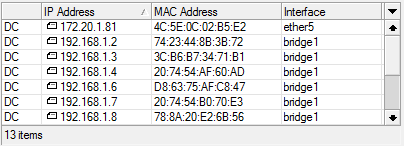 IP Address MAC Address Interface
DC 172.20.1.81 4C:5E:0C:02:B5:E2 ether5
DC 192.168.1.2 74:23:44:8B:3B:72 bridge1
DC 192.168.1.3 3C:B6:B7:34:71:B1 bridge1
DC 192.168.1.4 20:74:54:AF:60:AD bridge1
DC 192.168.1.6 D8:63:75:AF:C8:47 bridge1
DC 192.168.1.7 20:74:54:B0:70:E3 bridge1
DC 192.168.1.8 78:8A:20:E2:6B:56 bridge1
13 items